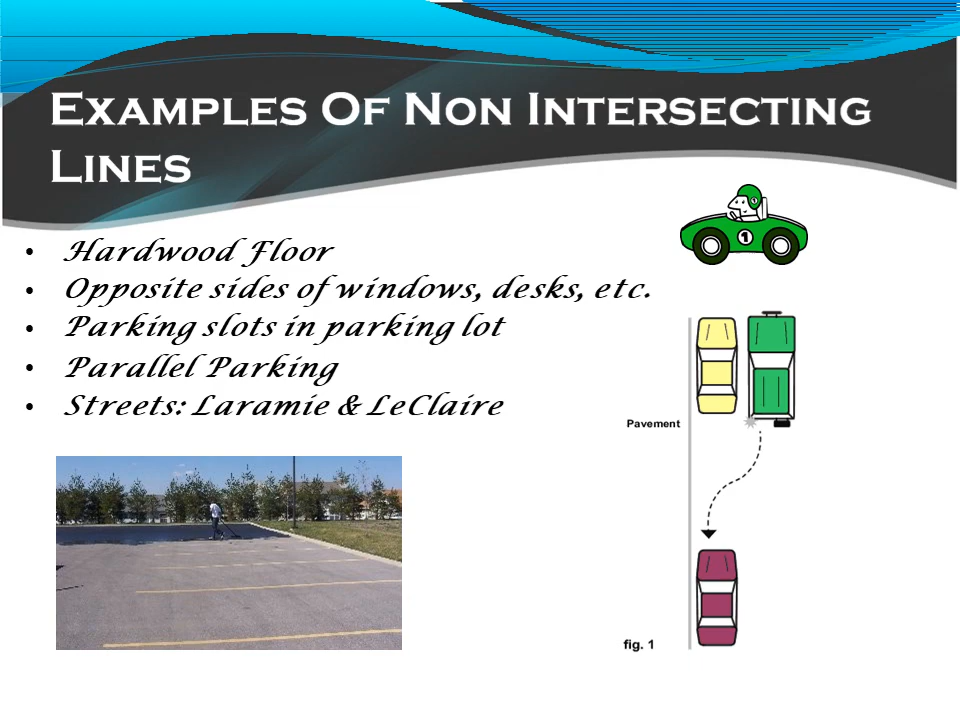 Examples Of Non Intersecting
Lines
• Hardwood Floor
• Opposite sides of windows, desks, etc.
• Parking slots in parking lot
• Parallel Parking
• Streets: Laramie & LeClaire
1
Pavement
fig. 1